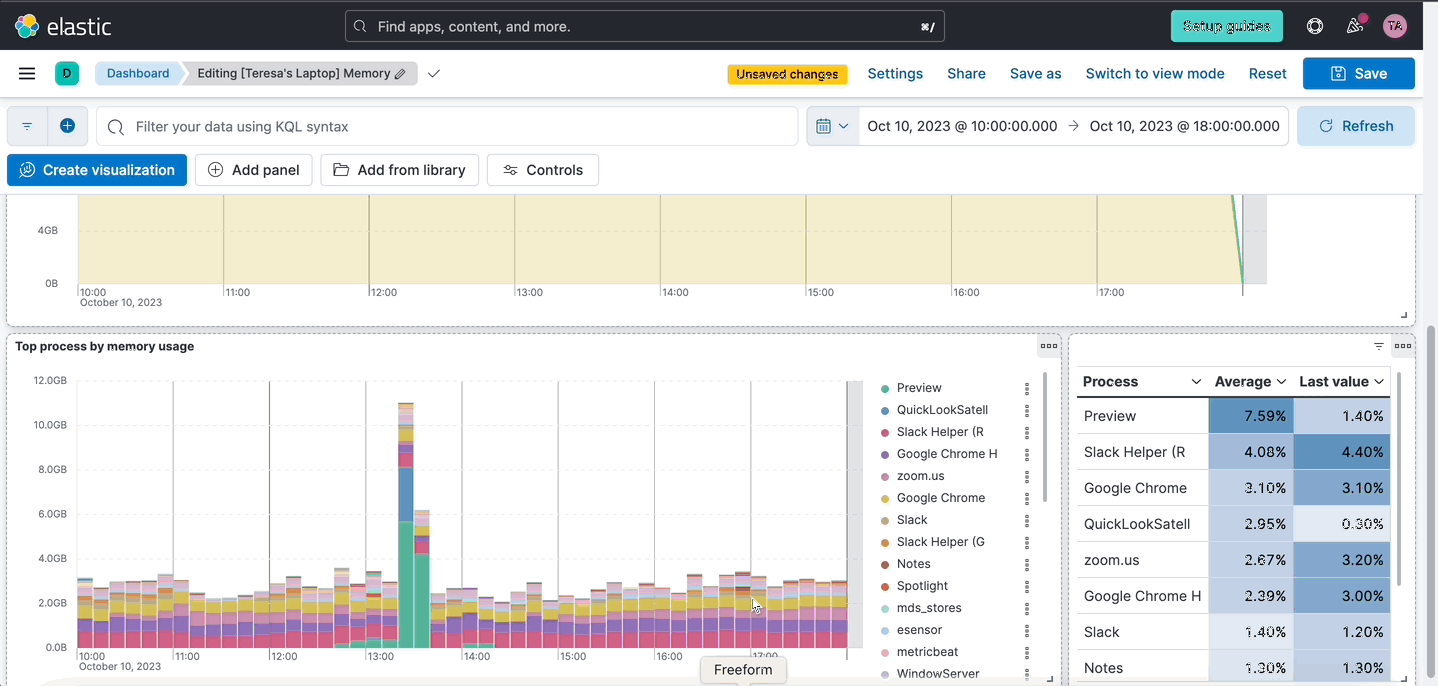 elastic
Find apps, content, and more.
⌘/
Setup guides
TA
D
Dashboard
Editing [Teresa's Laptop] Memory
Unsaved changes
Settings
Share
Save as
Switch to view mode
Reset
Save
Filter your data using KQL syntax
Oct 10, 2023 @ 10:00:00.000 → Oct 10, 2023 @ 18:00:00.000
Refresh
Create visualization
Add panel
Add from library
Controls
4GB
0B
10:00 11:00 12:00 13:00 14:00 15:00 16:00 17:00
October 10, 2023
Top process by memory usage
12.0GB
10.0GB
8.0GB
6.0GB
4.0GB
2.0GB
0.0B
10:00 11:00 12:00 13:00 14:00 15:00 16:00 17:00
October 10, 2023
Preview
QuickLookSatell
Slack Helper (R
Google Chrome H
zoom.us
Google Chrome
Slack
Slack Helper (G
Notes
Spotlight
mds_stores
esensor
metricbeat
WindowServer
Process Average Last value
Preview 7.59% 1.40%
Slack Helper (R 4.08% 4.40%
Google Chrome 3.10% 3.10%
QuickLookSatell 2.95% 0.30%
zoom.us 2.67% 3.20%
Google Chrome H 2.39% 3.00%
Slack 1.40% 1.20%
Notes 1.30% 1.30%
Freeform